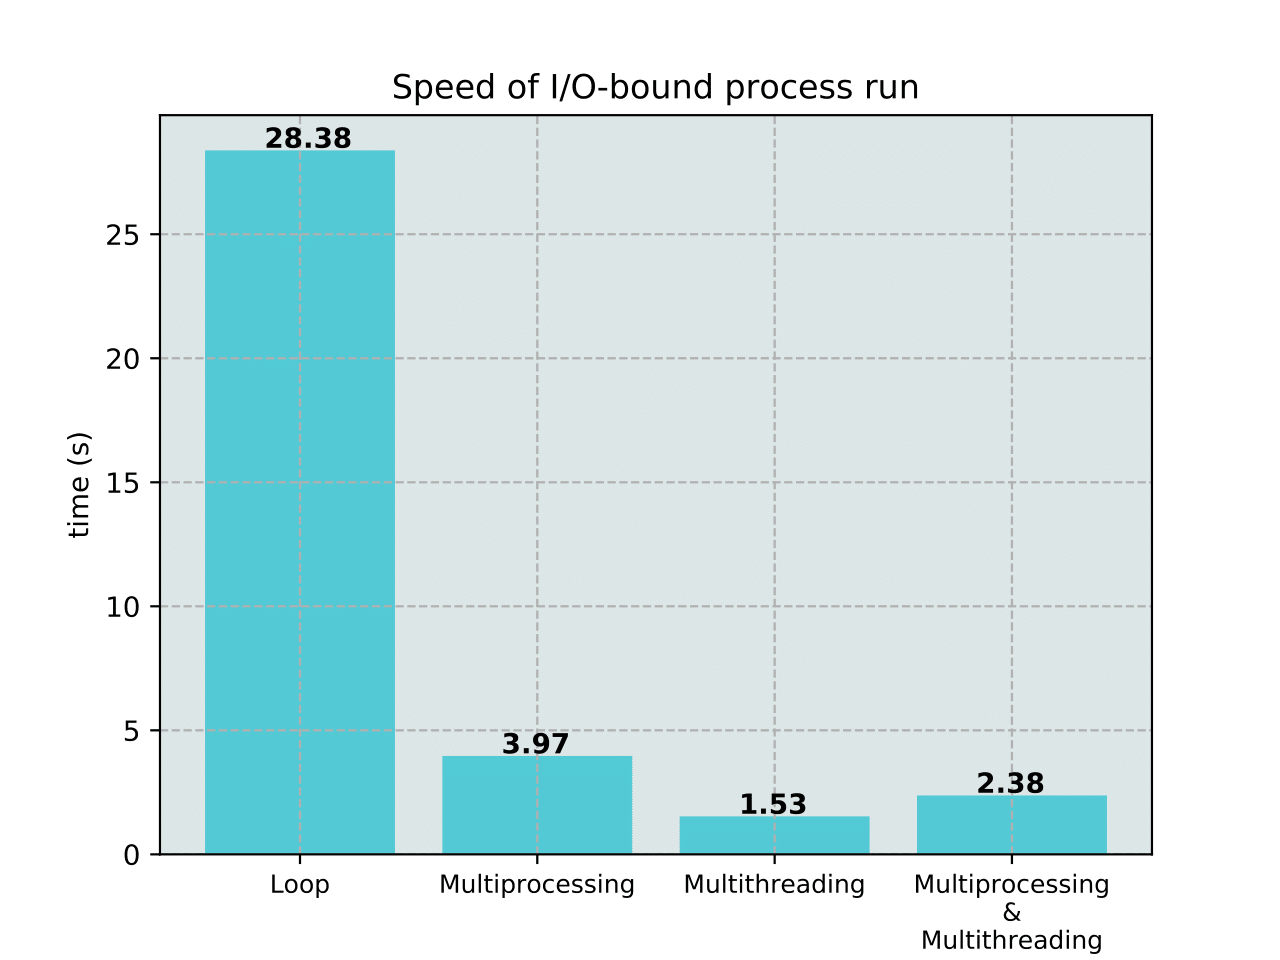 Speed of I/O-bound process run
28.38
25
20
time (s)
15
10
5
3.97
2.38
1.53
0
Loop
Multiprocessing
Multithreading
Multiprocessing
&
Multithreading